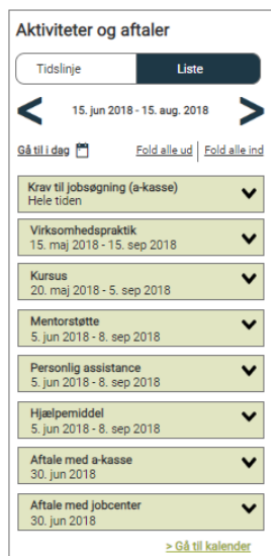 Aktiviteter og aftaler
Tidslinje Liste
15. jun 2018 - 15. aug. 2018
Gå til i dag Fold alle ud Fold alle ind
Krav til jobsøgning (a-kasse)
Hele tiden
Virksomhedspraktik
15. maj 2018 - 15. sep 2018
Kursus
20. maj 2018 - 5. sep 2018
Mentorstøtte
5. jun 2018 - 8. sep 2018
Personlig assistance
5. jun 2018 - 8. sep 2018
Hjælpemiddel
5. jun 2018 - 8. sep 2018
Aftale med a-kasse
30. jun 2018
Aftale med jobcenter
30. jun 2018
> Gå til kalender